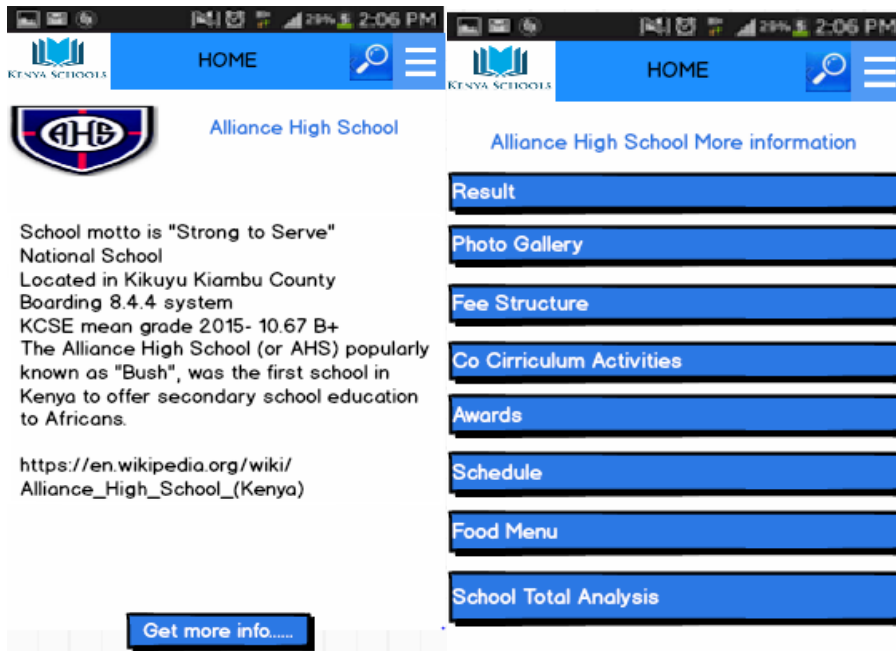 29% 2:06 PM
KENYA SCHOOLS
HOME
AHS
Alliance High School
School motto is "Strong to Serve"
National School
Located in Kikuyu Kiambu County
Boarding 8.4.4 system
KCSE mean grade 2015- 10.67 B+
The Alliance High School (or AHS) popularly
known as "Bush", was the first school in
Kenya to offer secondary school education
to Africans.
https://en.wikipedia.org/wiki/
Alliance_High_School_(Kenya)
Get more info......
29% 2:06 PM
KENYA SCHOOLS
HOME
Alliance High School More information
Result
Photo Gallery
Fee Structure
Co Cirriculum Activities
Awards
Schedule
Food Menu
School Total Analysis